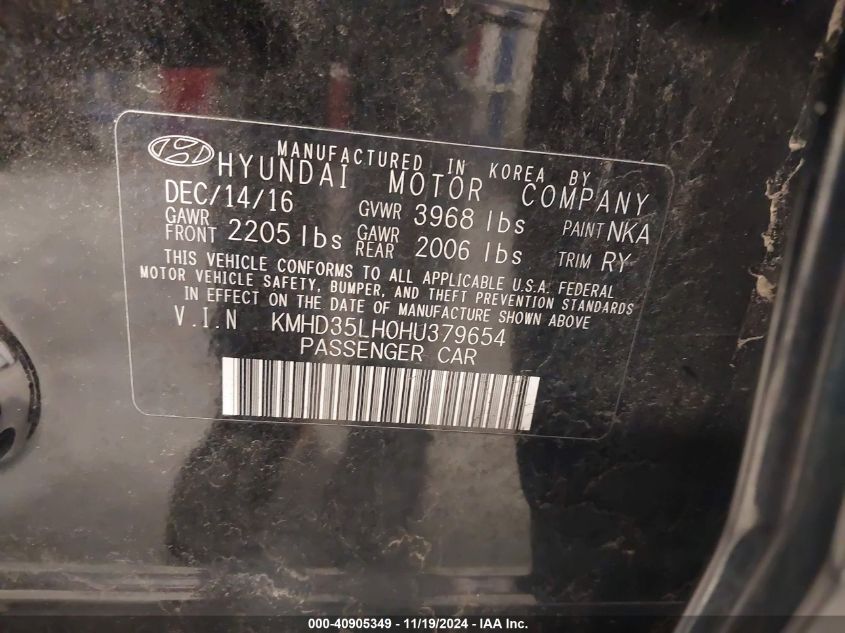 MANUFACTURED IN KOREA BY
HYUNDAI MOTOR COMPANY
DEC/14/16 GVWR 3968 lbs PAINT NKA
GAWR FRONT 2205 lbs GAWR REAR 2006 lbs TRIM RY
THIS VEHICLE CONFORMS TO ALL APPLICABLE U.S.A. FEDERAL
MOTOR VEHICLE SAFETY, BUMPER, AND THEFT PREVENTION STANDARDS
IN EFFECT ON THE DATE OF MANUFACTURE SHOWN ABOVE
V.I.N KMHD35LH0HU379654
PASSENGER CAR
000-40905349 - 11/19/2024 - IAA Inc.